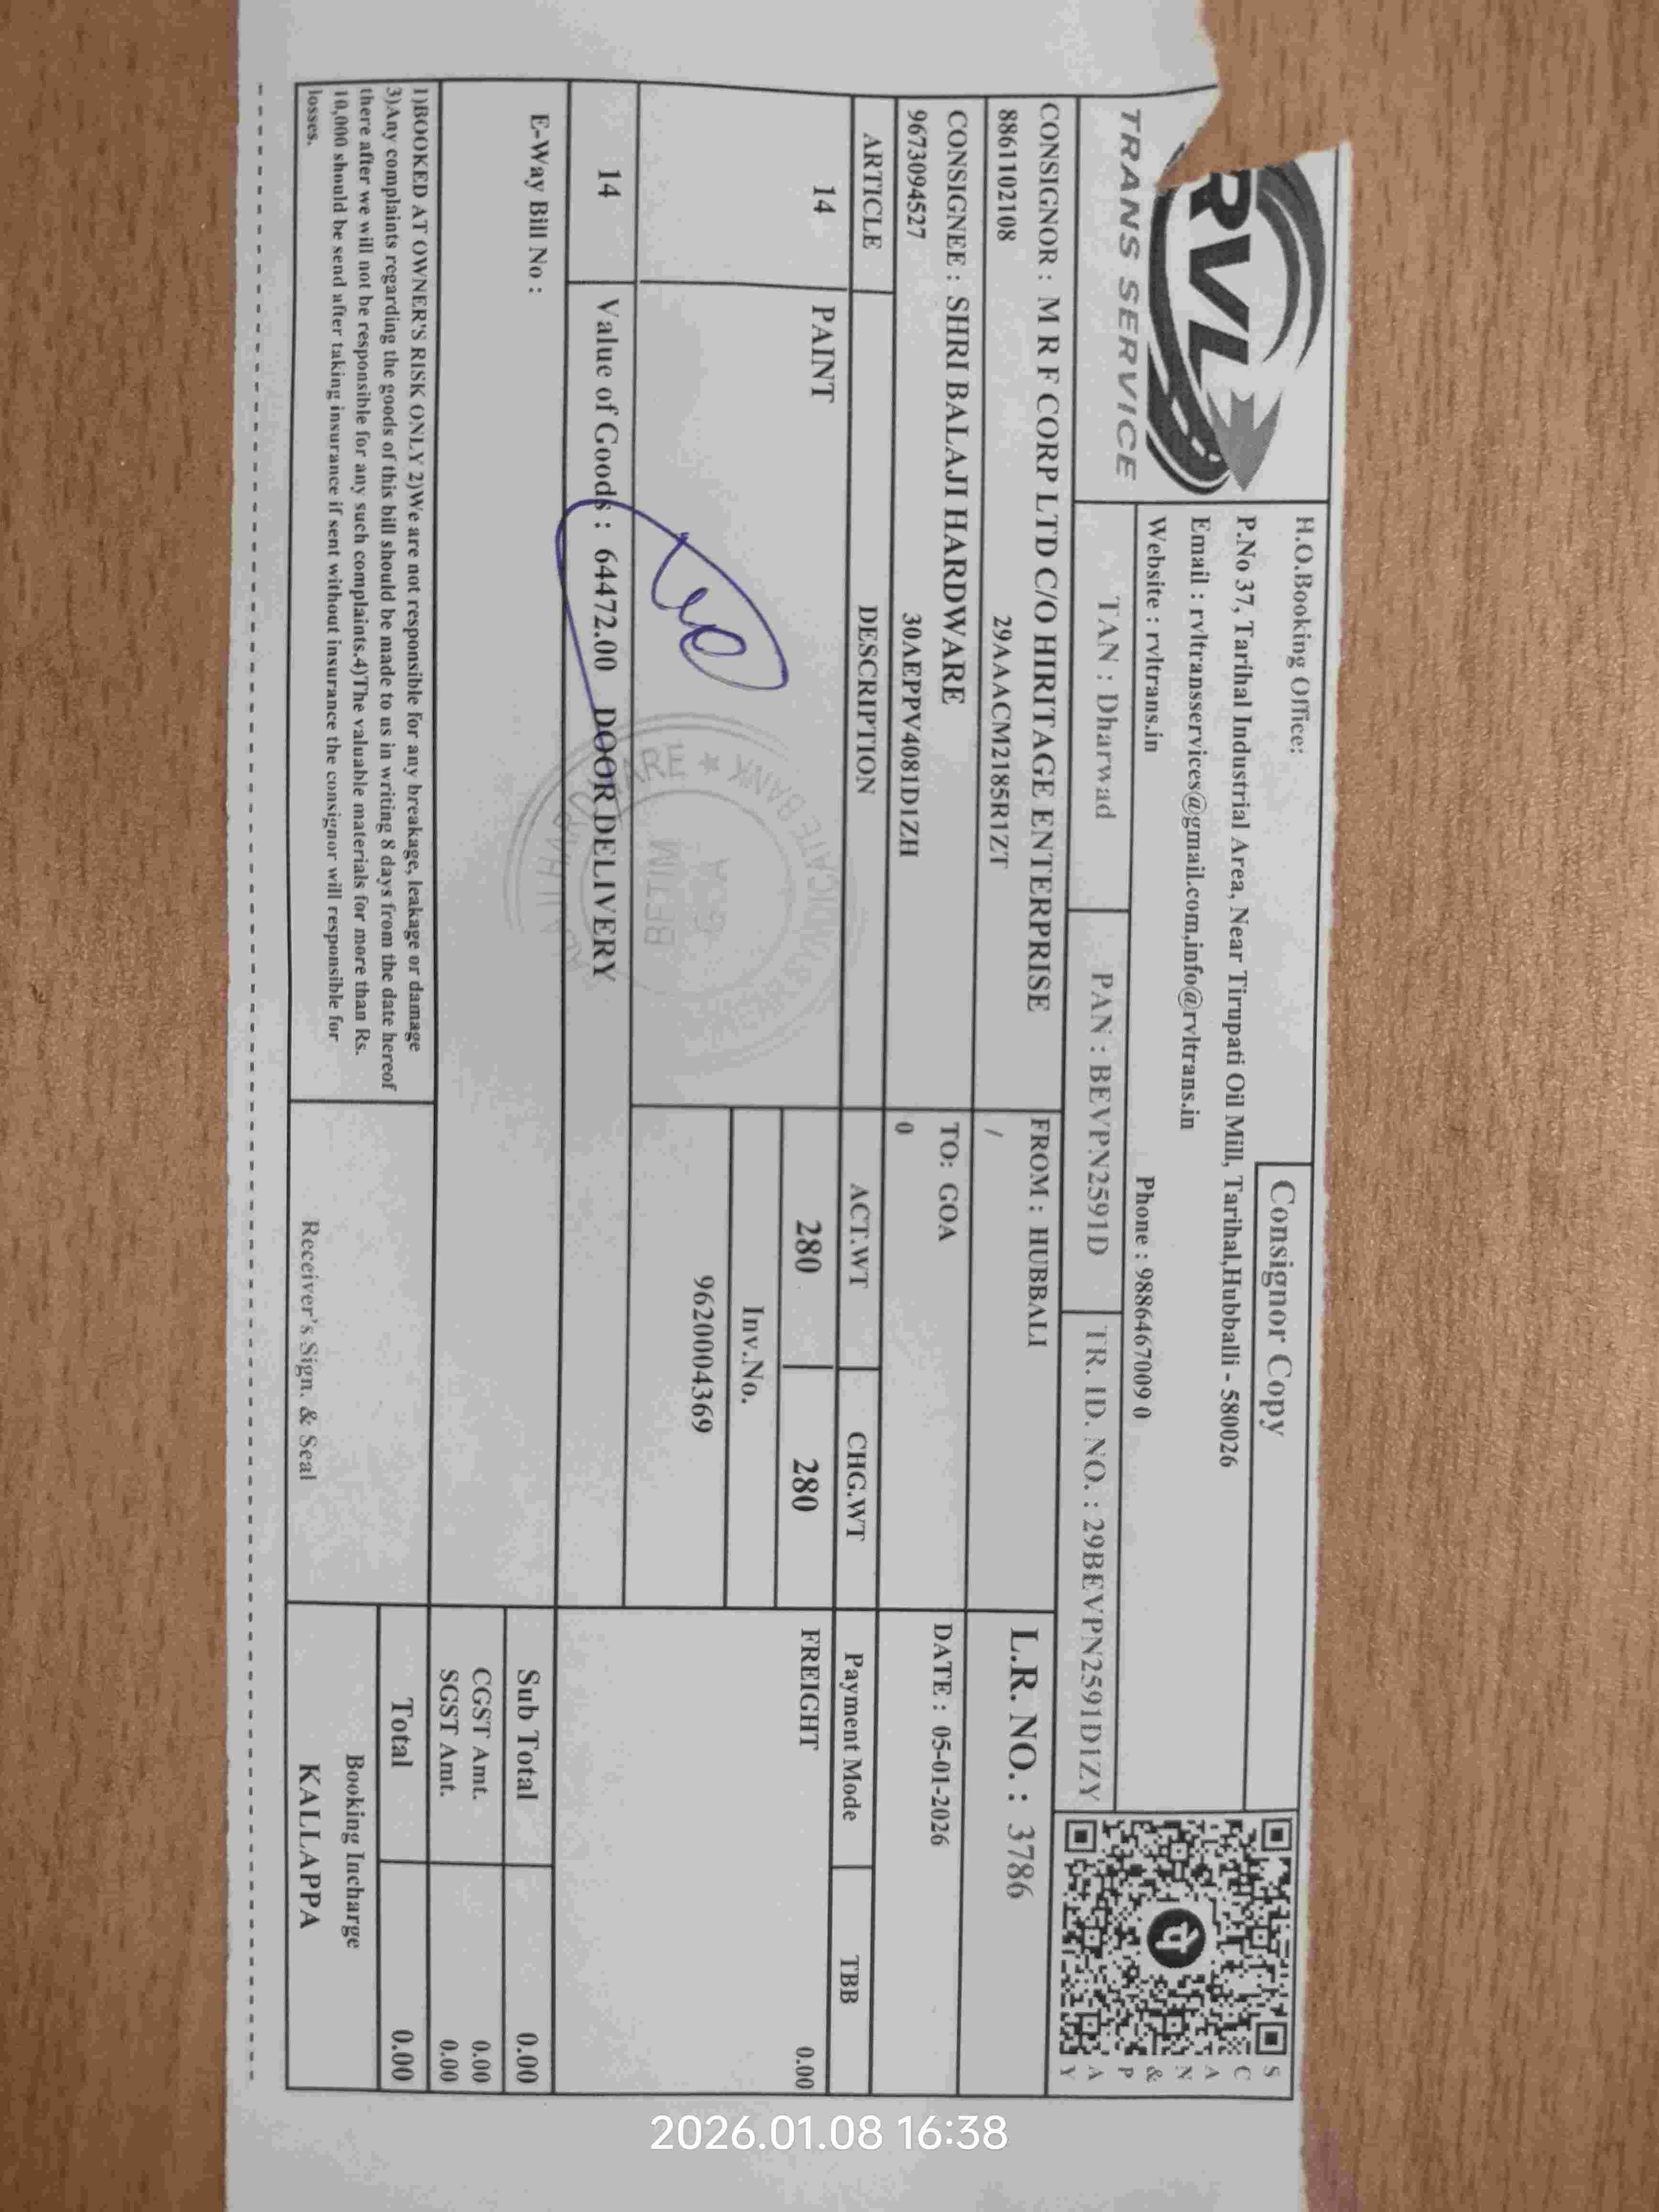 RVL
TRANS SERVICE
H.O.Booking Office:
Consignor Copy
P.No 37, Tarihal Industrial Area, Near Tirupati Oil Mill, Tarihal,Hubballi - 580026
Email : rvltransservices@gmail.com,info@rvltrans.in
Website : rvltrans.in Phone : 9886467009 0
SCAN & PAY
TAN : Dharwad PAN : BEVPN2591D TR. ID. NO. : 29BEVPN2591D1ZY
CONSIGNOR : M R F CORP LTD C/O HIRITAGE ENTERPRISE FROM : HUBBALI L.R. NO. : 3786
8861102108 29AAACM2185R1ZT /
CONSIGNEE : SHRI BALAJI HARDWARE TO: GOA DATE : 05-01-2026
9673094527 30AEPPV4081D1ZH 0
ARTICLE DESCRIPTION ACT.WT CHG.WT Payment Mode TBB
14 PAINT 280 280 FREIGHT 0.00
Inv.No.
9620004369
14 Value of Goods : 64472.00 DOOR DELIVERY
E-Way Bill No :
Sub Total 0.00
CGST Amt. 0.00
SGST Amt. 0.00
Total 0.00
1)BOOKED AT OWNER'S RISK ONLY 2)We are not responsible for any breakage, leakage or damage
3)Any complaints regarding the goods of this bill should be made to us in writing 8 days from the date hereof
there after we will not be responsible for any such complaints.4)The valuable materials for more than Rs.
10,000 should be send after taking insurance if sent without insurance the consignor will responsible for
losses.
Receiver's Sign. & Seal
Booking Incharge
KALLAPPA
2026.01.08 16:38